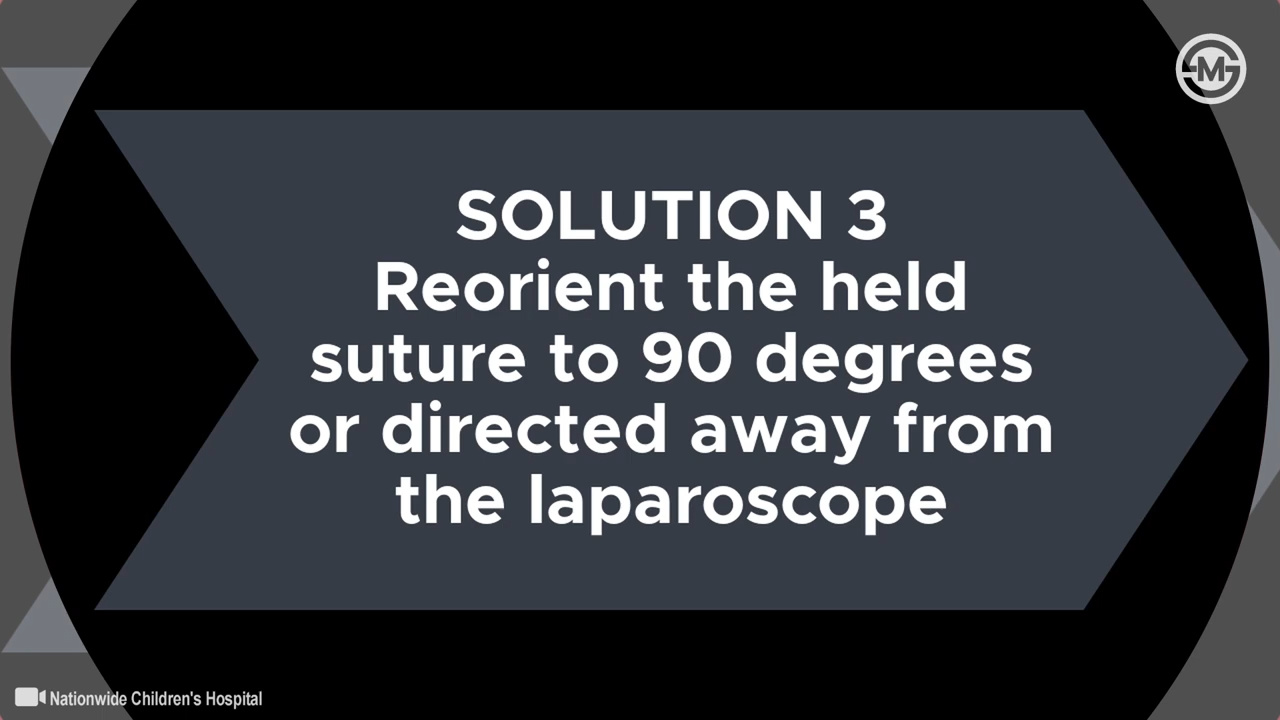 SOLUTION 3
Reorient the held
suture to 90 degrees
or directed away from
the laparoscope
M
Nationwide Children's Hospital